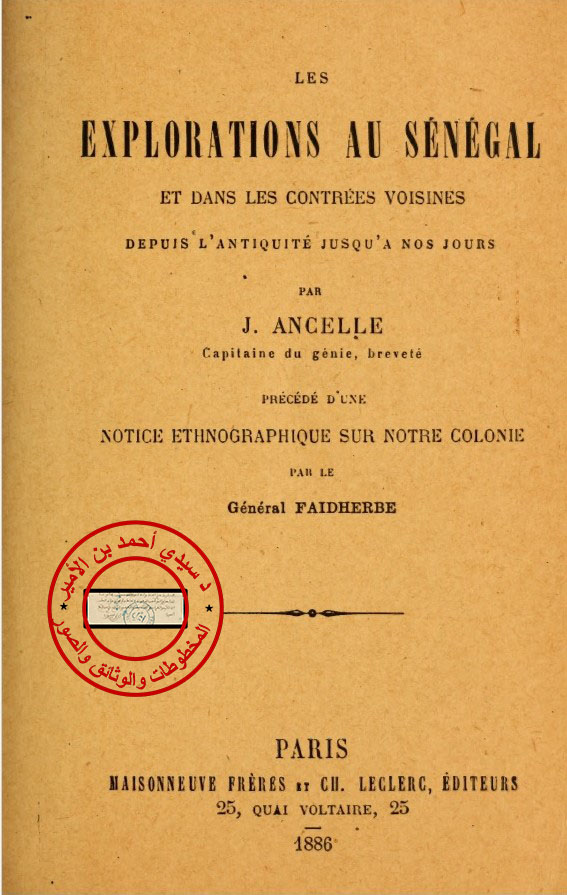 LES
EXPLORATIONS AU SÉNÉGAL
ET DANS LES CONTRÉES VOISINES
DEPUIS L'ANTIQUITÉ JUSQU'A NOS JOURS
PAR
J. ANCELLE
Capitaine du génie, breveté
PRÉCÉDÉ D'UNE
NOTICE ETHNOGRAPHIQUE SUR NOTRE COLONIE
PAR LE
Général FAIDHERBE
د سيدي أحمد بن الأمير
المخطوطات والوثائق والصور
PARIS
MAISONNEUVE FRÈRES ET CH. LECLERC, ÉDITEURS
25, QUAI VOLTAIRE, 25
1886